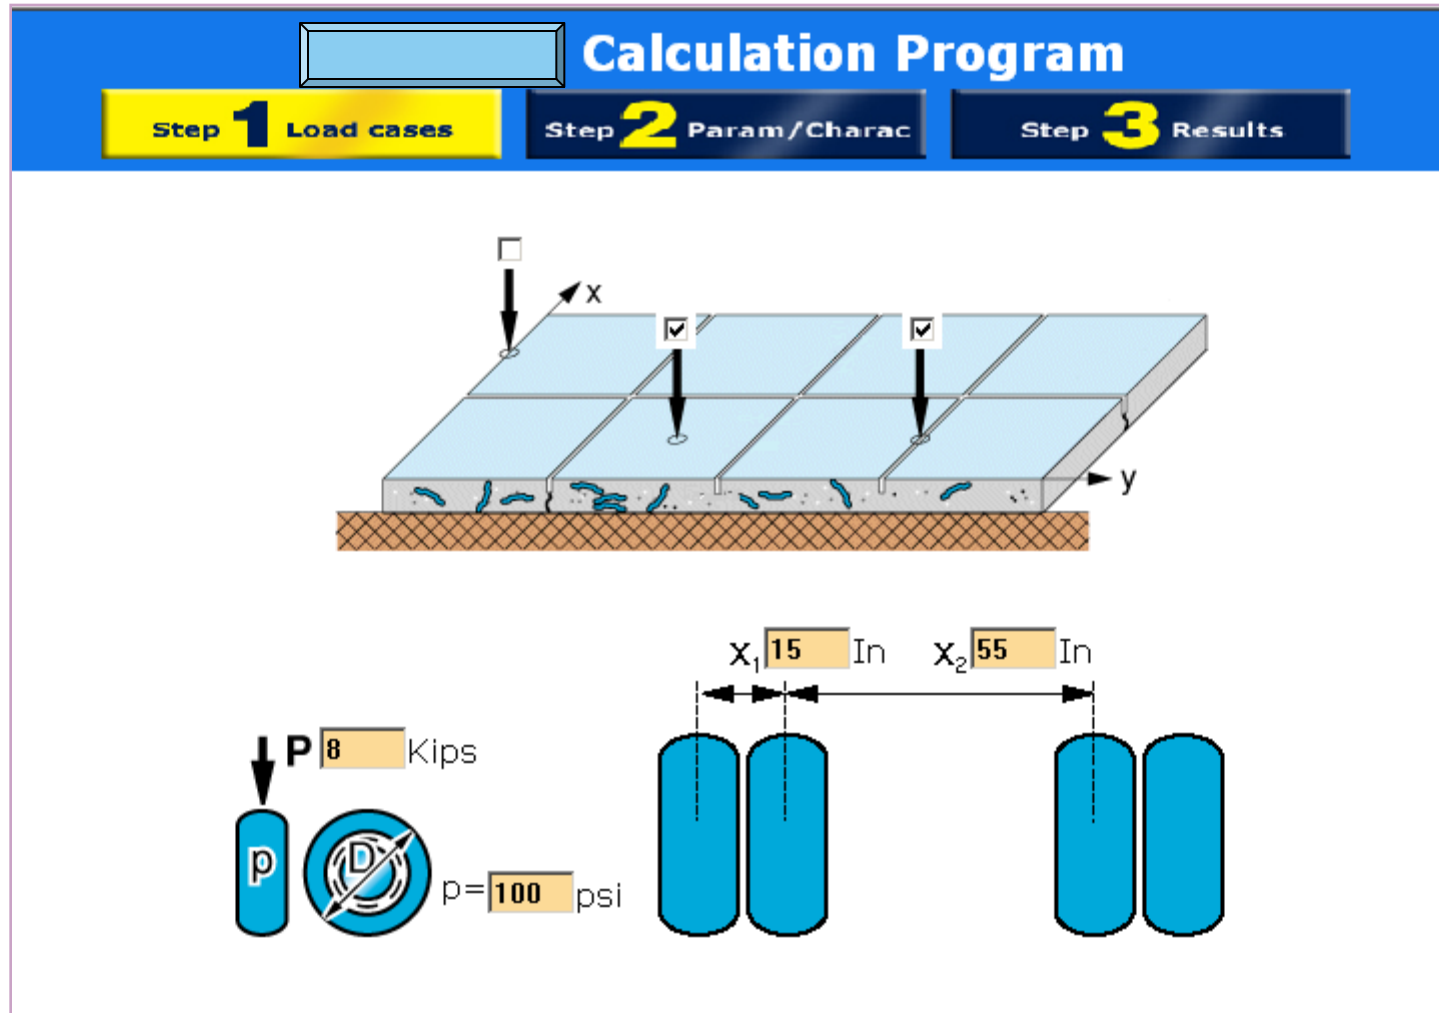 Calculation Program
Step 1 Load cases
Step 2 Param/Charac
Step 3 Results
x
y
X1 15 In
X2 55 In
P 8 Kips
p
D
p= 100 psi